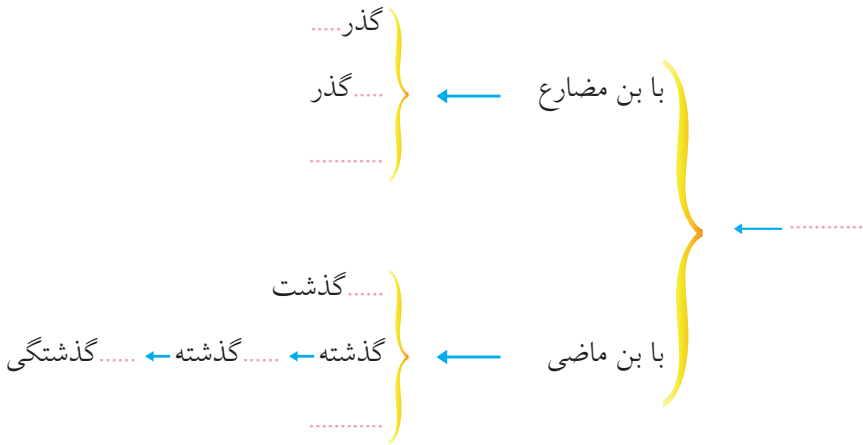 گذر.....
با بن مضارع
.....گذر
............
............
......گذشت
با بن ماضی
گذشته
......گذشته
......گذشتگی
............